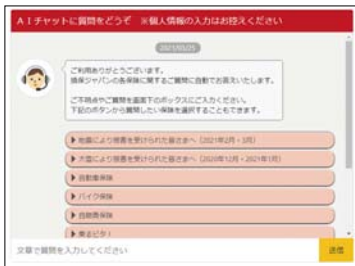 AIチャットに質問をどうぞ ※個人情報の入力はお控えください
2021/03/25
ご利用ありがとうございます。
損保ジャパンの各保険に関するご質問に自動でお答えいたします。
ご不明点やご質問を画面下のボックスにご入力ください。
下記のボタンから質問したい保険を選択することもできます。
▶ 地震により損害を受けられた皆さまへ（2021年2月・3月）
▶ 大雪により損害を受けられた皆さまへ（2020年12月・2021年1月）
▶ 自動車保険
▶ バイク保険
▶ 自賠責保険
▶ 乗るピタ！
文章で質問を入力してください
送信